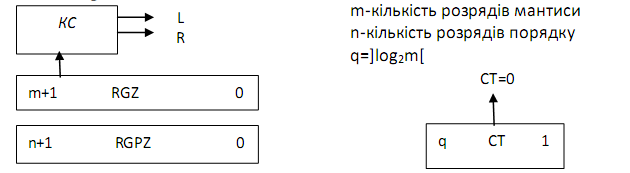 КС
L
R
m+1 RGZ 0
n+1 RGPZ 0
m-кількість розрядів мантиси
n-кількість розрядів порядку
q=]log₂m[
CT=0
q CT 1